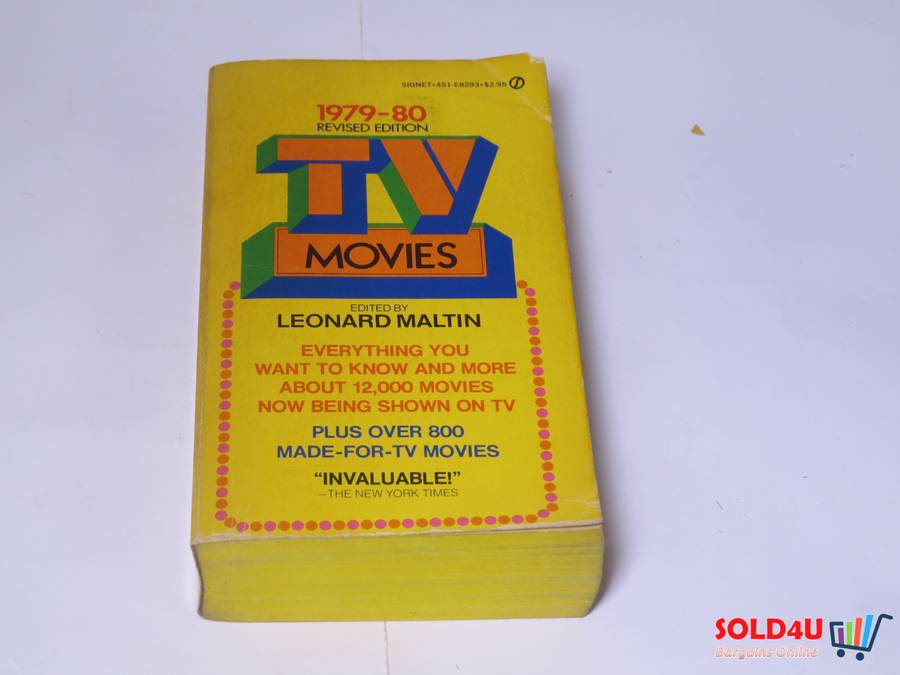 SIGNET•451-E8293•$2.95
1979-80
REVISED EDITION
TV
MOVIES
EDITED BY
LEONARD MALTIN
EVERYTHING YOU
WANT TO KNOW AND MORE
ABOUT 12,000 MOVIES
NOW BEING SHOWN ON TV
PLUS OVER 800
MADE-FOR-TV MOVIES
“INVALUABLE!”
—THE NEW YORK TIMES
SOLD4U
Bargains Online